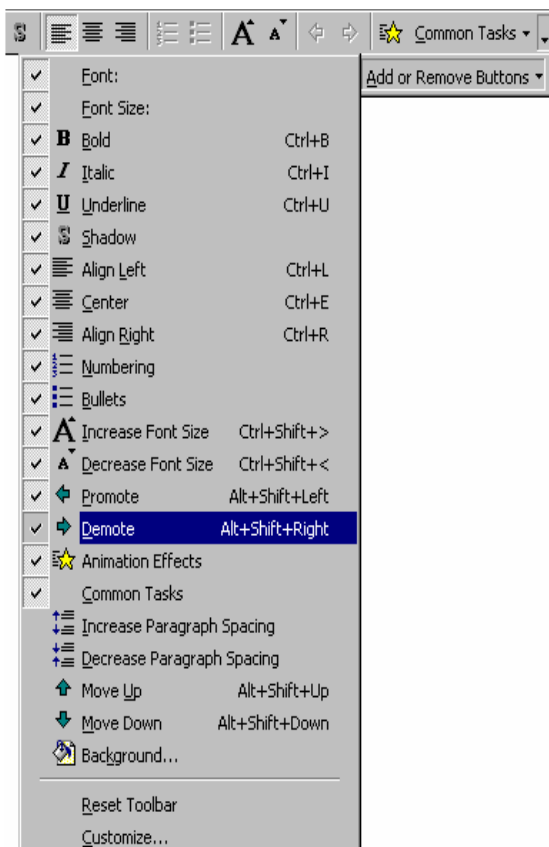 S A A Common Tasks
Add or Remove Buttons
Font:
Font Size:
B Bold Ctrl+B
I Italic Ctrl+I
U Underline Ctrl+U
S Shadow
Align Left Ctrl+L
Center Ctrl+E
Align Right Ctrl+R
Numbering
Bullets
A Increase Font Size Ctrl+Shift+>
A Decrease Font Size Ctrl+Shift+<
Promote Alt+Shift+Left
Demote Alt+Shift+Right
Animation Effects
Common Tasks
Increase Paragraph Spacing
Decrease Paragraph Spacing
Move Up Alt+Shift+Up
Move Down Alt+Shift+Down
Background...
Reset Toolbar
Customize...